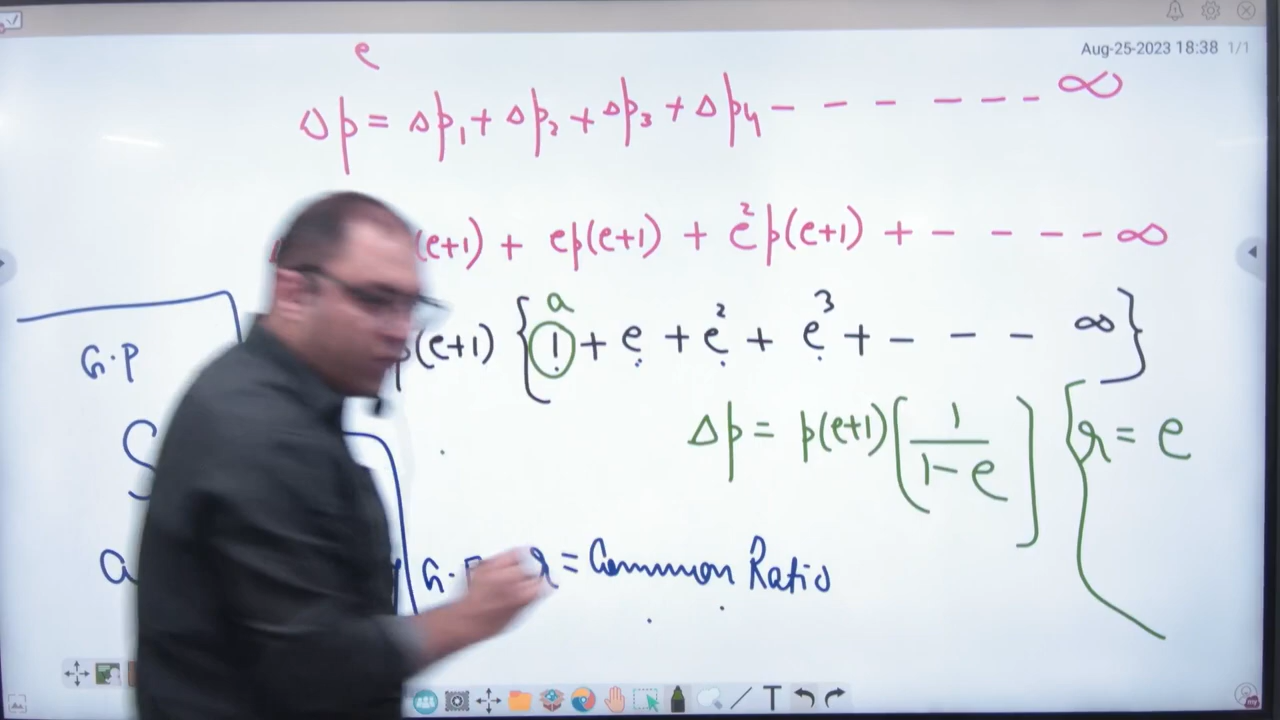 Aug-25-2023 18:38 1/1
e
Δp = Δp₁ + Δp₂ + Δp₃ + Δp₄ - - - - - - - ∞
(e+1) + ep(e+1) + e²p(e+1) + - - - - ∞
p(e+1) { 1 + e + e² + e³ + - - - ∞ }
a
G.P
Δp = p(e+1) [ 1/(1-e) ] { r = e
S
a G.P. r = Common Ratio
T